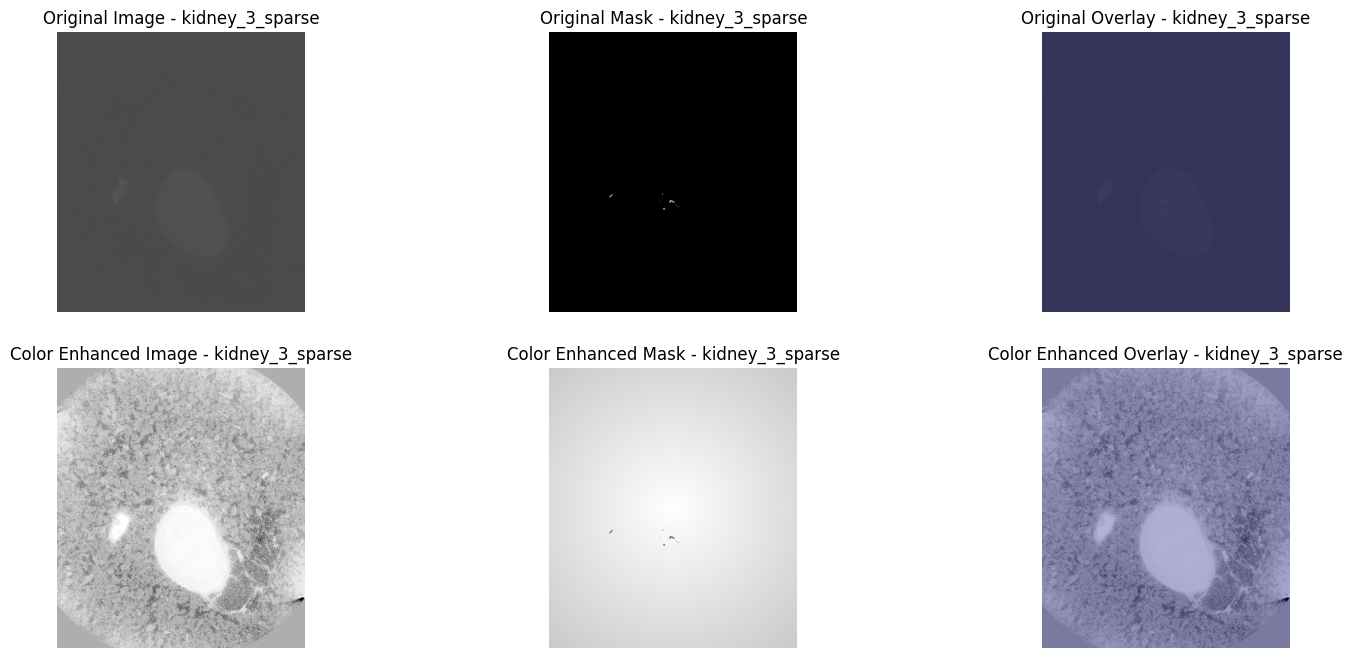 Original Image - kidney_3_sparse
Original Mask - kidney_3_sparse
Original Overlay - kidney_3_sparse
Color Enhanced Image - kidney_3_sparse
Color Enhanced Mask - kidney_3_sparse
Color Enhanced Overlay - kidney_3_sparse